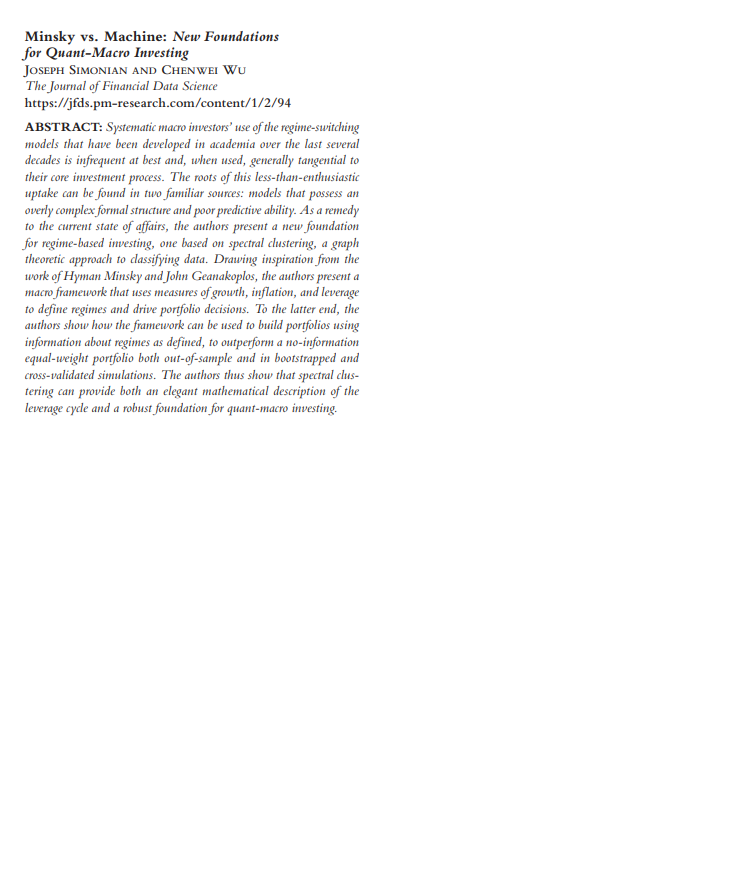 Minsky vs. Machine: New Foundations
for Quant-Macro Investing
JOSEPH SIMONIAN AND CHENWEI WU
The Journal of Financial Data Science
https://jfds.pm-research.com/content/1/2/94
ABSTRACT: Systematic macro investors' use of the regime-switching
models that have been developed in academia over the last several
decades is infrequent at best and, when used, generally tangential to
their core investment process. The roots of this less-than-enthusiastic
uptake can be found in two familiar sources: models that possess an
overly complex formal structure and poor predictive ability. As a remedy
to the current state of affairs, the authors present a new foundation
for regime-based investing, one based on spectral clustering, a graph
theoretic approach to classifying data. Drawing inspiration from the
work of Hyman Minsky and John Geanakoplos, the authors present a
macro framework that uses measures of growth, inflation, and leverage
to define regimes and drive portfolio decisions. To the latter end, the
authors show how the framework can be used to build portfolios using
information about regimes as defined, to outperform a no-information
equal-weight portfolio both out-of-sample and in bootstrapped and
cross-validated simulations. The authors thus show that spectral clus-
tering can provide both an elegant mathematical description of the
leverage cycle and a robust foundation for quant-macro investing.